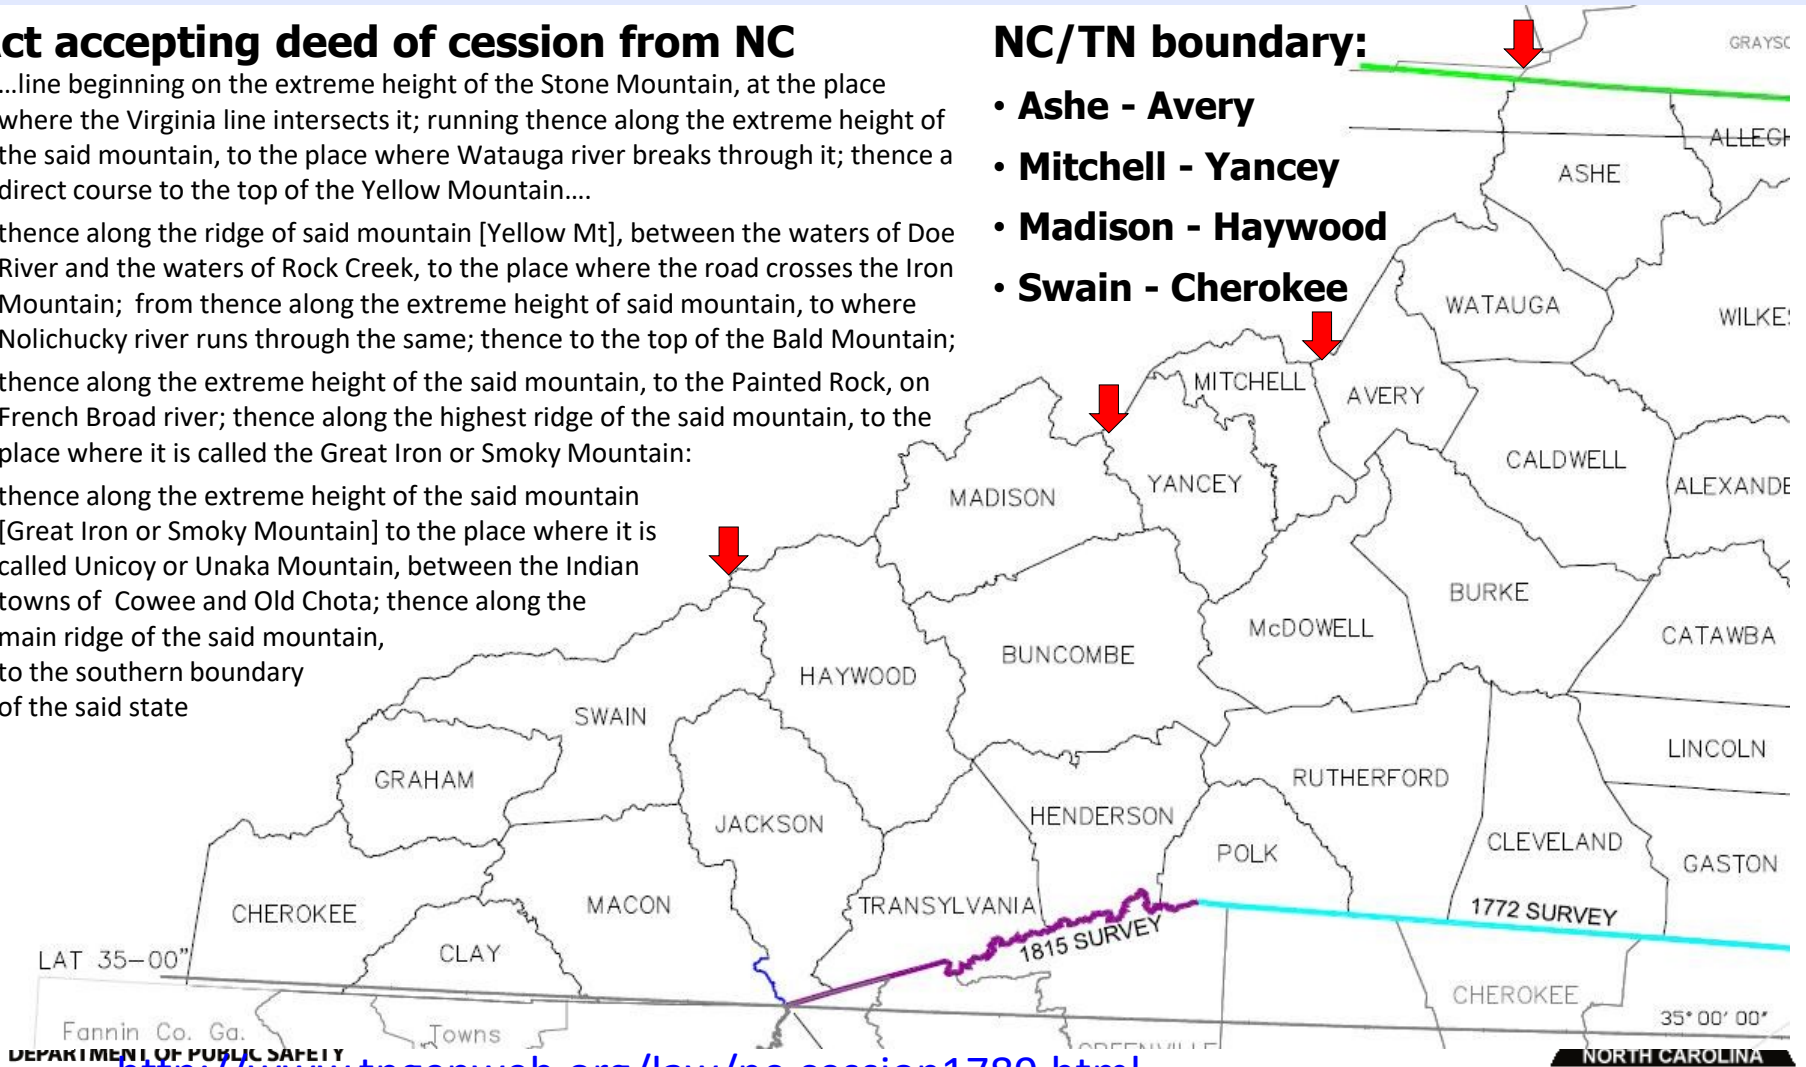 ct accepting deed of cession from NC
...line beginning on the extreme height of the Stone Mountain, at the place
where the Virginia line intersects it; running thence along the extreme height of
the said mountain, to the place where Watauga river breaks through it; thence a
direct course to the top of the Yellow Mountain....
thence along the ridge of said mountain [Yellow Mt], between the waters of Doe
River and the waters of Rock Creek, to the place where the road crosses the Iron
Mountain; from thence along the extreme height of said mountain, to where
Nolichucky river runs through the same; thence to the top of the Bald Mountain;
thence along the extreme height of the said mountain, to the Painted Rock, on
French Broad river; thence along the highest ridge of the said mountain, to the
place where it is called the Great Iron or Smoky Mountain:
thence along the extreme height of the said mountain
[Great Iron or Smoky Mountain] to the place where it is
called Unicoy or Unaka Mountain, between the Indian
towns of Cowee and Old Chota; thence along the
main ridge of the said mountain,
to the southern boundary
of the said state
NC/TN boundary:
• Ashe - Avery
• Mitchell - Yancey
• Madison - Haywood
• Swain - Cherokee
GRAYSC
ALLEGH
ASHE
WATAUGA
WILKES
MITCHELL
AVERY
CALDWELL
ALEXANDE
YANCEY
MADISON
BURKE
McDOWELL
CATAWBA
BUNCOMBE
HAYWOOD
SWAIN
LINCOLN
GRAHAM
RUTHERFORD
HENDERSON
JACKSON
CLEVELAND
POLK
GASTON
CHEROKEE
MACON
TRANSYLVANIA
1772 SURVEY
1815 SURVEY
CLAY
LAT 35-00"
CHEROKEE
35° 00' 00"
Fannin Co. Ga.
Towns
GREENVILLE
DEPARTMENT OF PUBLIC SAFETY
http://www.tngenweb.org/law/nc-cession1789.html
NORTH CAROLINA